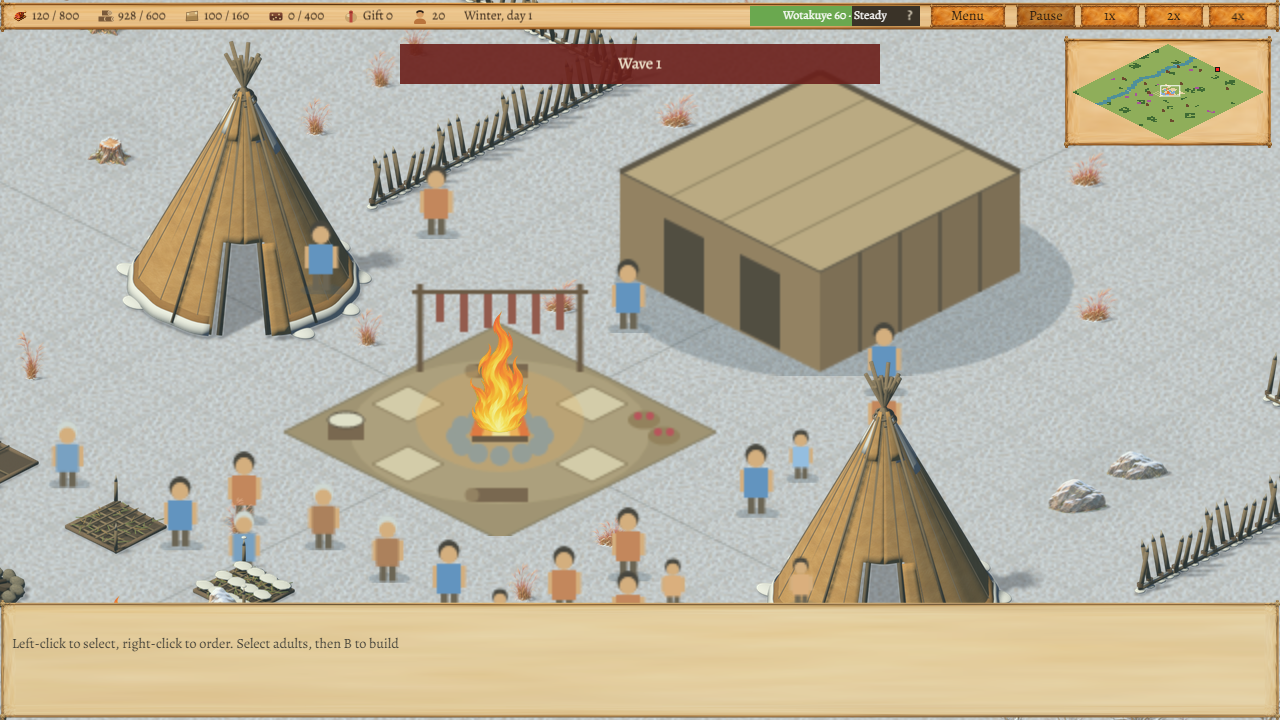 120 / 800 928 / 600 100 / 160 0 / 400 Gift 0 20 Winter, day 1 Wotakuye 60 - Steady ? Menu Pause 1x 2x 4x
Wave 1
Left-click to select, right-click to order. Select adults, then B to build